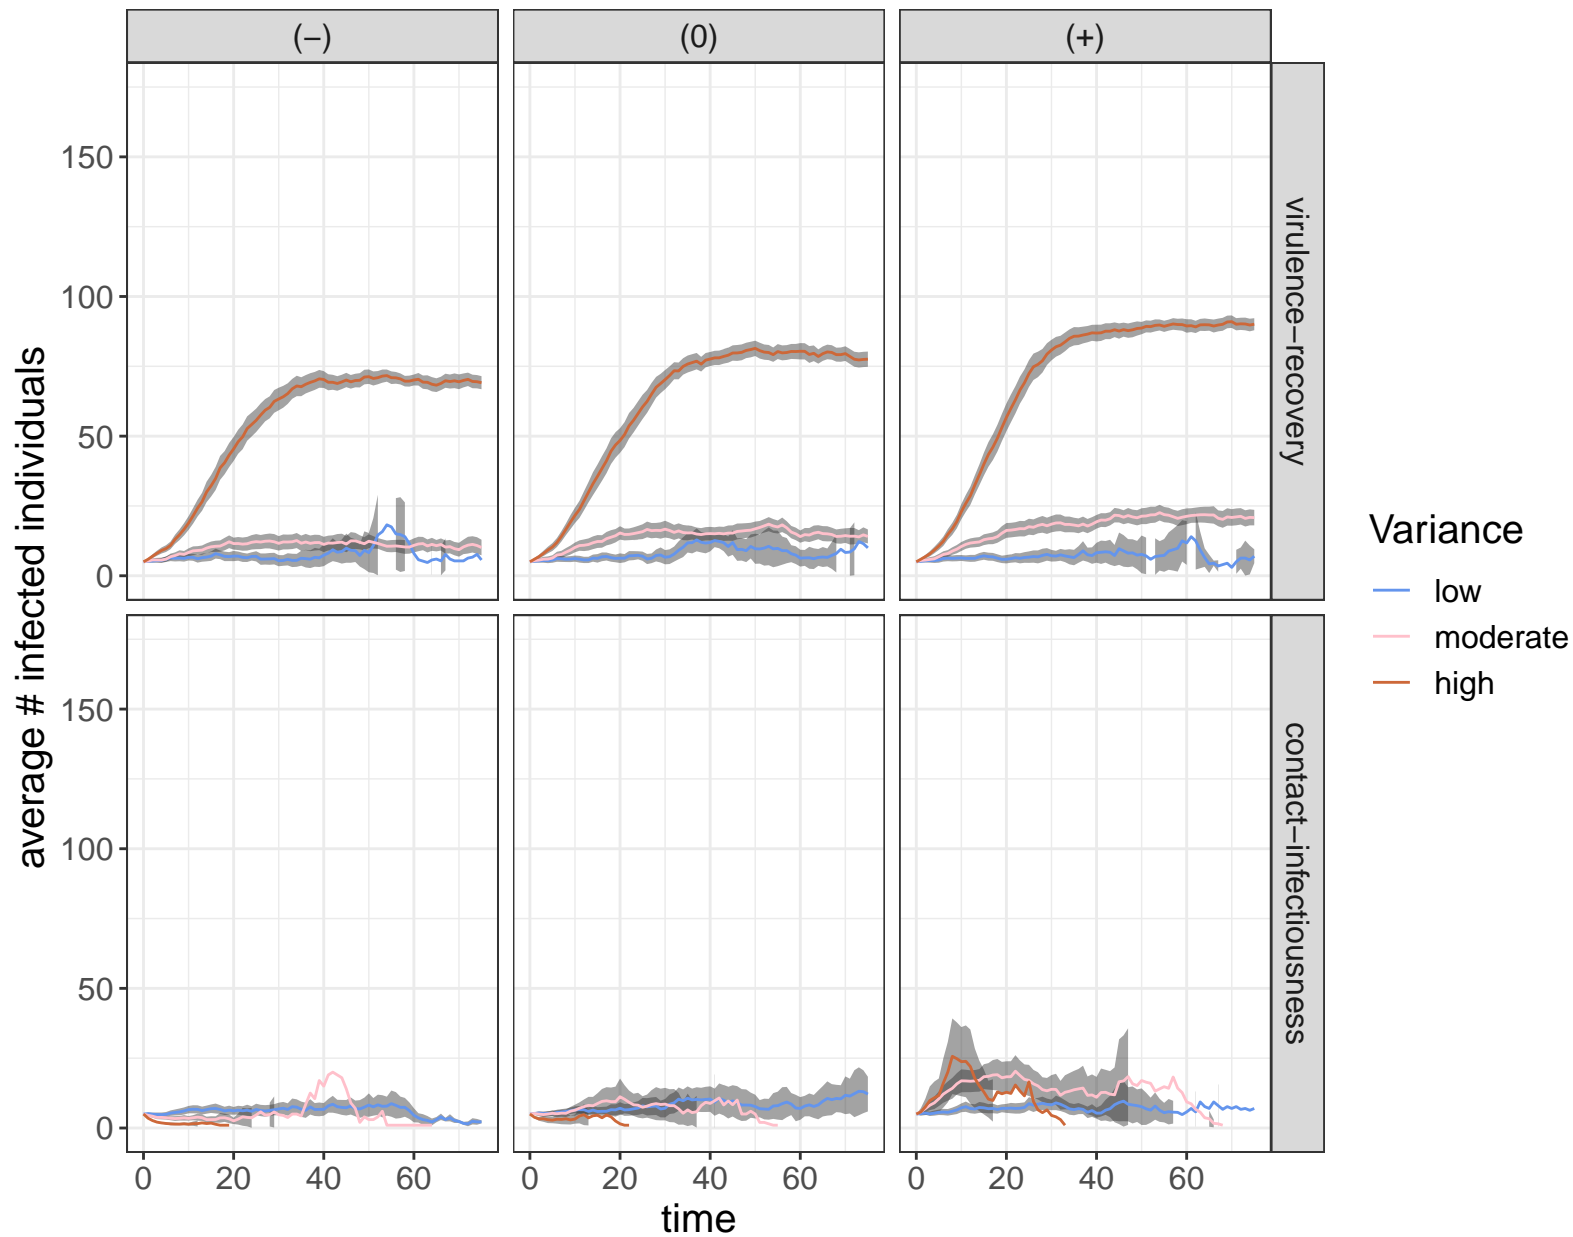 (−) (0) (+)
150
100
50
0
virulence−recovery
150
100
50
0
contact−infectiousness
average # infected individuals
0 20 40 60 0 20 40 60 0 20 40 60
time
Variance
low
moderate
high